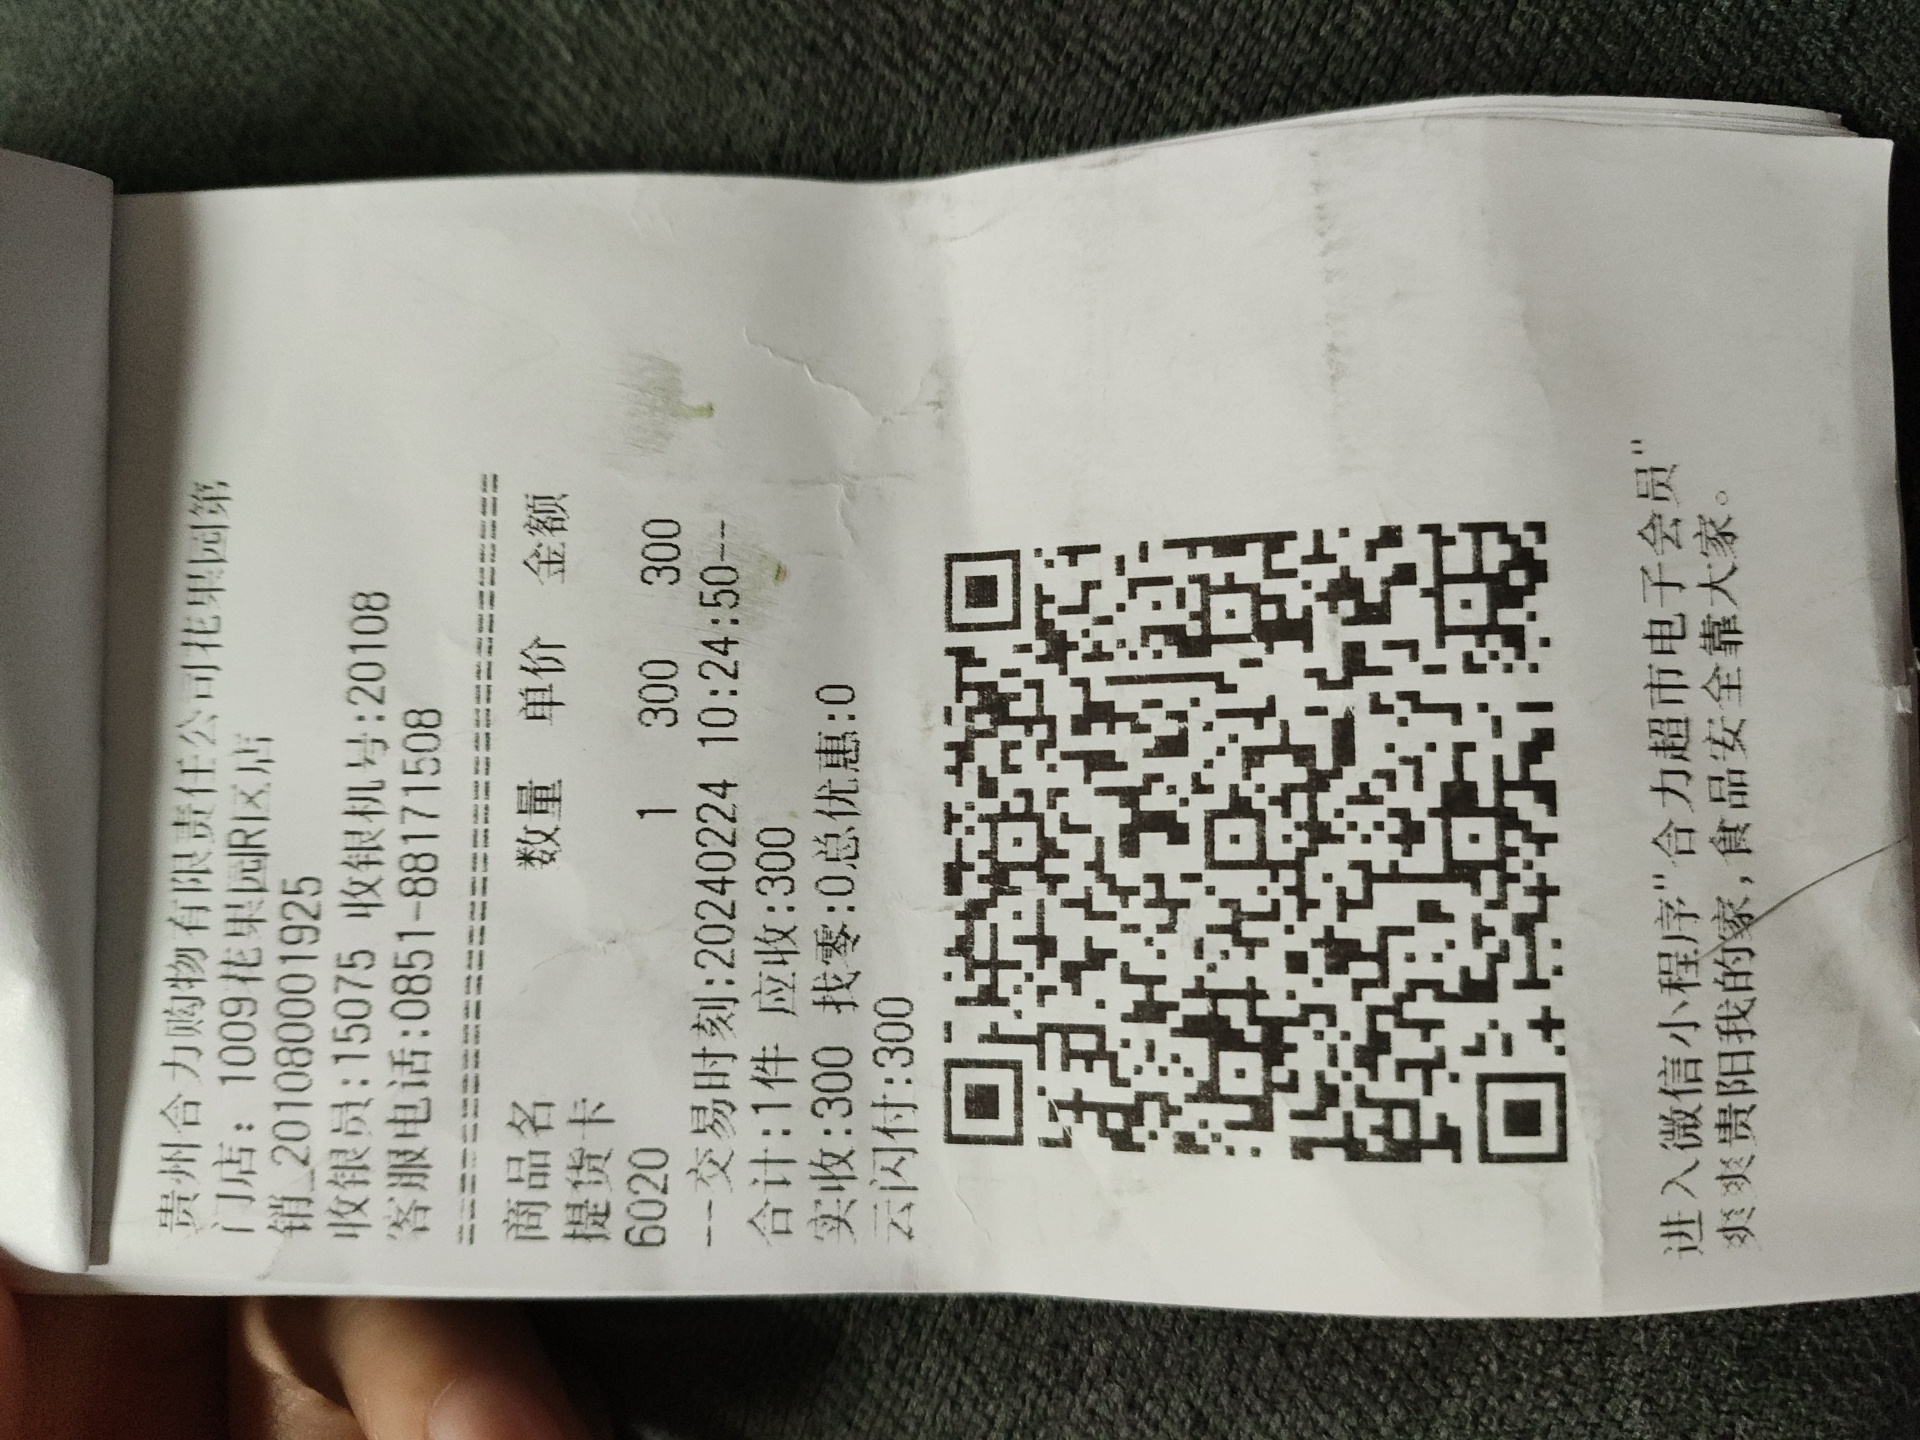 贵州合力购物有限责任公司花果园第
门店: 1009花果园R区店
销_2010800019925
收银员:15075 收银机号:20108
客服电话:0851-88171508
================================
商品名 数量 单价 金额
提货卡
6020 1 300 300
--交易时刻:20240224 10:24:50--
合计:1件 应收:300
实收:300 找零:0总优惠:0
云闪付:300
进入微信小程序"合力超市电子会员"
爽爽贵阳我的家,食品安全靠大家。